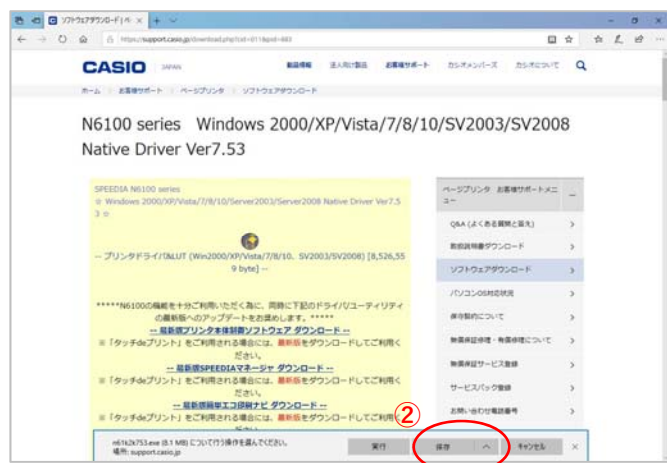 ソフトウェアダウンロード | ペ
https://support.casio.jp/download.php?cid=011&pid=683
CASIO JAPAN
製品情報 法人向け製品 お客様サポート カシオメンバーズ カシオについて
ホーム お客様サポート ページプリンタ ソフトウェアダウンロード
N6100 series Windows 2000/XP/Vista/7/8/10/SV2003/SV2008
Native Driver Ver7.53
SPEEDIA N6100 series
☆ Windows 2000/XP/Vista/7/8/10/Server2003/Server2008 Native Driver Ver7.5
3 ☆
-- プリンタドライバ&LUT (Win2000/XP/Vista/7/8/10、SV2003/SV2008) [8,526,55
9 byte] --
*****N6100の機能を十分ご利用いただく為に、同時に下記のドライバ/ユーティリティ
の最新版へのアップデートをお奨めします。*****
-- 最新版プリンタ本体制御ソフトウェア ダウンロード --
※「タッチdeプリント」をご利用される場合には、最新版をダウンロードしてご利用く
ださい。
-- 最新版SPEEDIAマネージャ ダウンロード --
※「タッチdeプリント」をご利用される場合には、最新版をダウンロードしてご利用く
ださい。
-- 最新版簡単エコ印刷ナビ ダウンロード --
※「タッチdeプリント」をご利用される場合には、最新版をダウンロードしてご利用く
ださい。
ページプリンタ お客様サポートメニ
ュー
Q&A (よくある質問と答え)
取扱説明書ダウンロード
ソフトウェアダウンロード
パソコンOS対応状況
保守契約について
無償保証修理・有償修理について
無償保証サービス登録
サービスパック登録
お問い合わせ電話番号
②
n61k2k753.exe (8.1 MB) について行う操作を選んでください。
場所: support.casio.jp
実行 保存 キャンセル